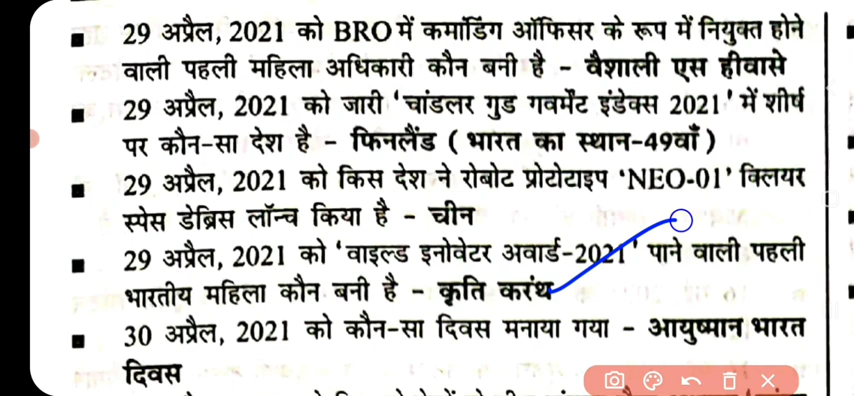 29 अप्रैल, 2021 को BRO में कमांडिंग ऑफिसर के रूप में नियुक्त होने
वाली पहली महिला अधिकारी कौन बनी है - वैशाली एस हीवासे
29 अप्रैल, 2021 को जारी 'चांडलर गुड गवर्मेंट इंडेक्स 2021' में शीर्ष
पर कौन-सा देश है - फिनलैंड ( भारत का स्थान-49वाँ )
29 अप्रैल, 2021 को किस देश ने रोबोट प्रोटोटाइप 'NEO-01' क्लियर
स्पेस डेब्रिस लॉन्च किया है - चीन
29 अप्रैल, 2021 को 'वाइल्ड इनोवेटर अवार्ड-2021' पाने वाली पहली
भारतीय महिला कौन बनी है - कृति करंथ
30 अप्रैल, 2021 को कौन-सा दिवस मनाया गया - आयुष्मान भारत
दिवस